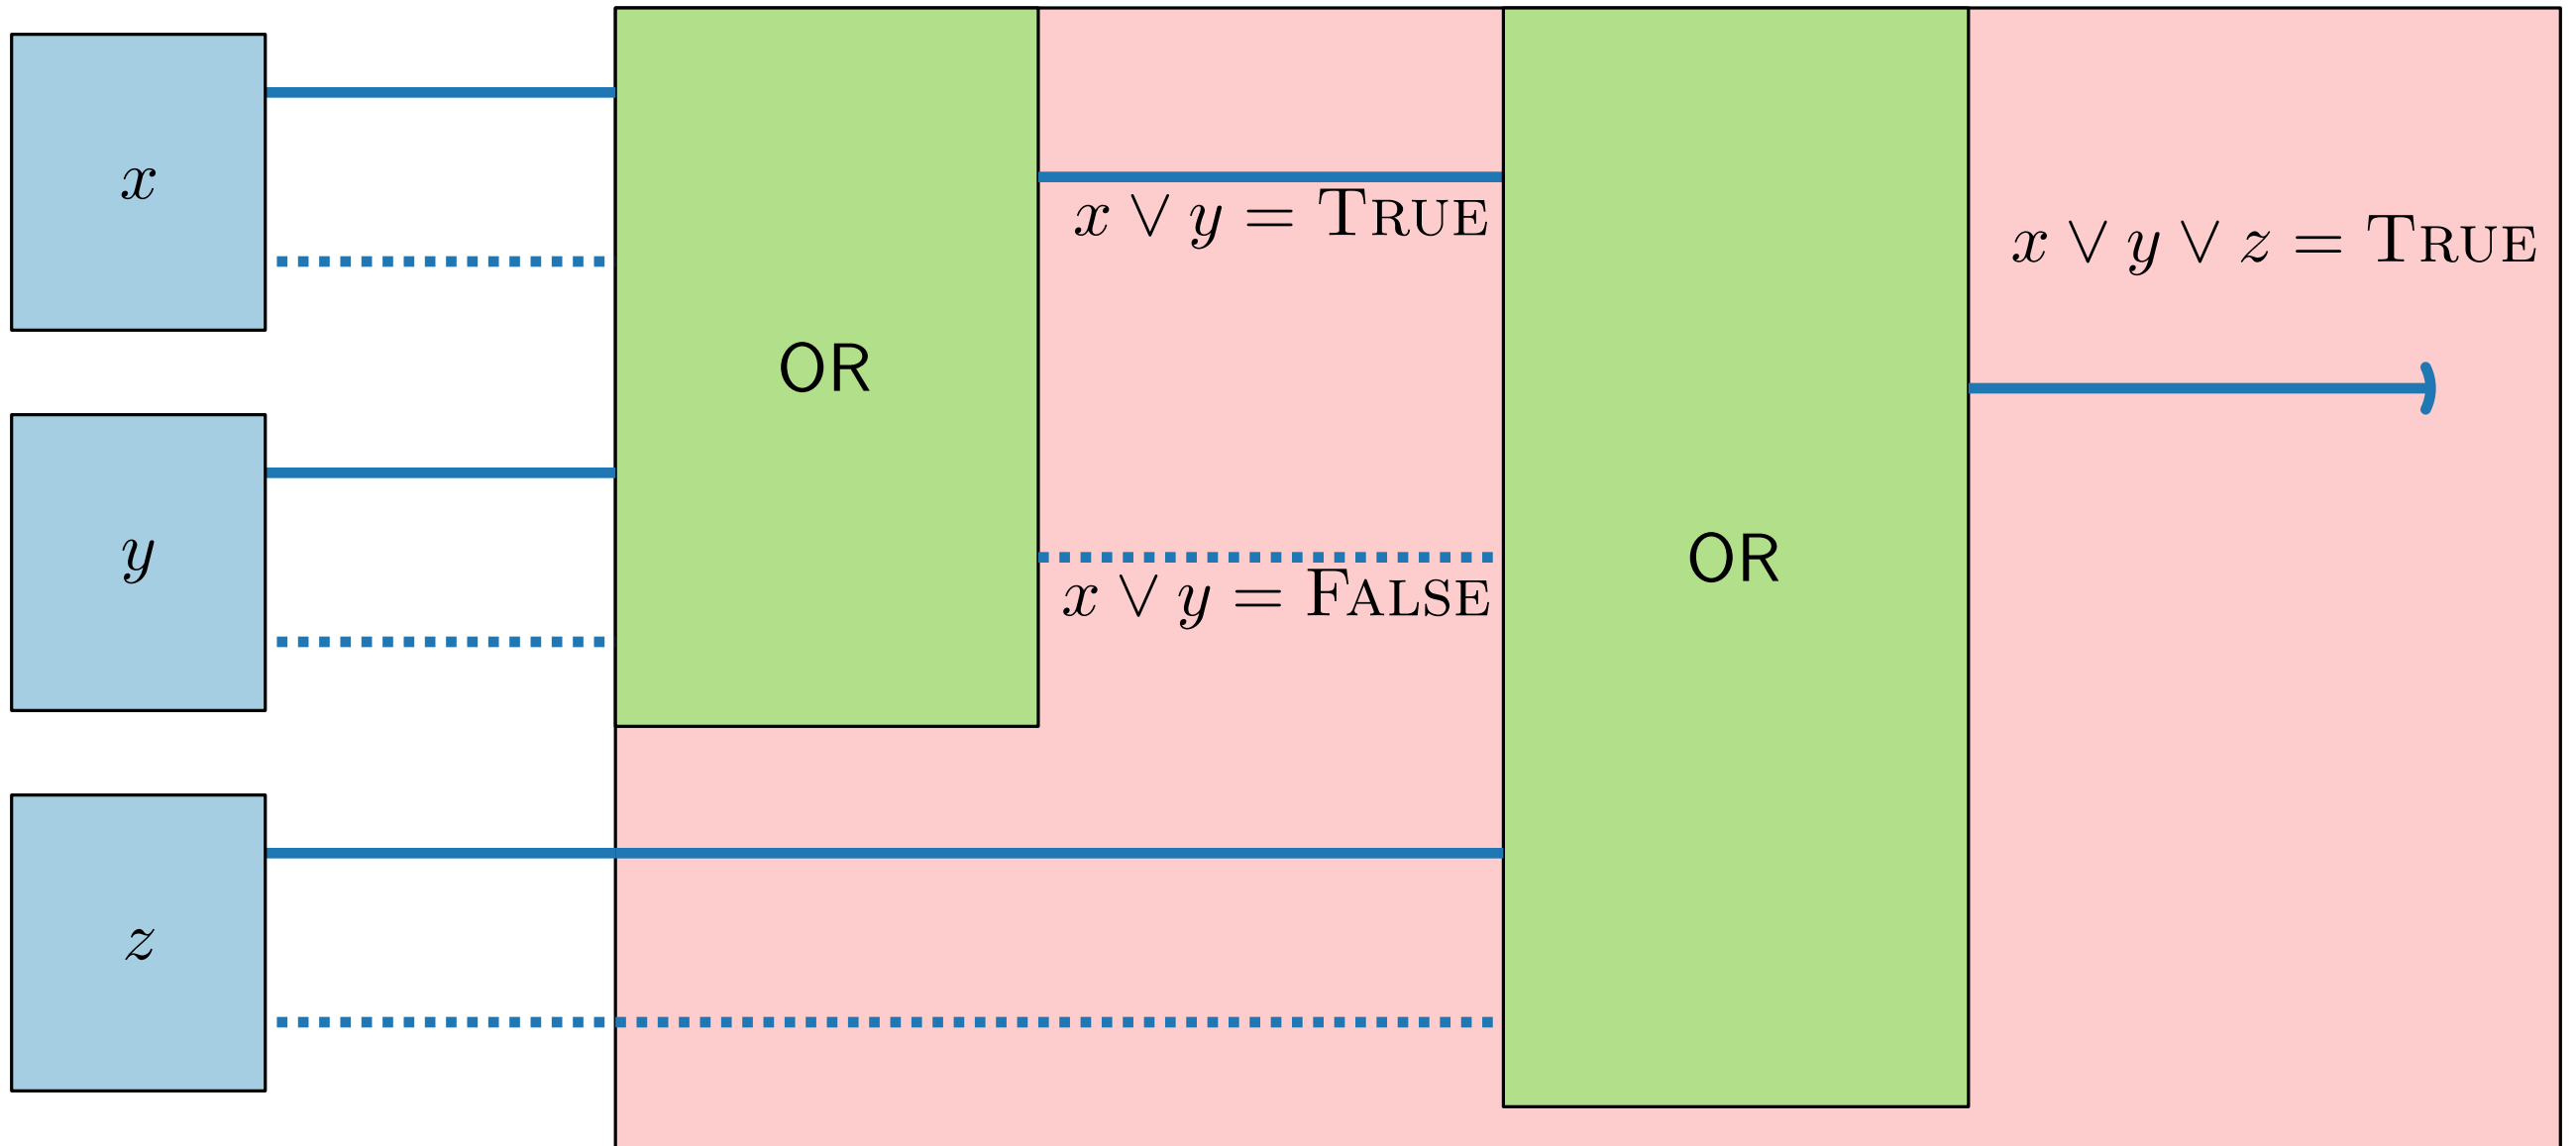 x
y
z
OR
x ∨ y = TRUE
x ∨ y = FALSE
OR
x ∨ y ∨ z = TRUE